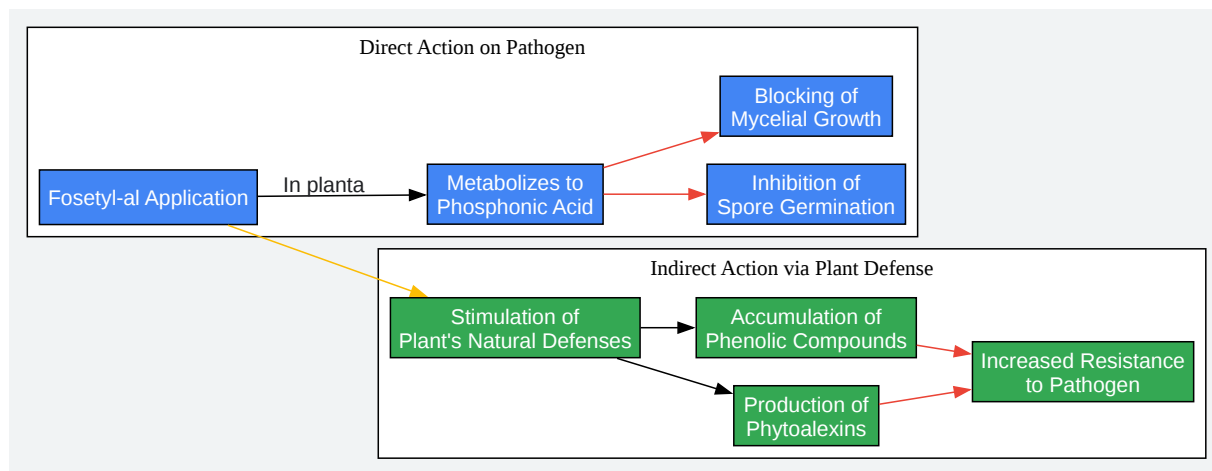 Direct Action on Pathogen
Blocking of
Mycelial Growth
Fosetyl-al Application
In planta
Metabolizes to
Phosphonic Acid
Inhibition of
Spore Germination
Indirect Action via Plant Defense
Stimulation of
Plant's Natural Defenses
Accumulation of
Phenolic Compounds
Increased Resistance
to Pathogen
Production of
Phytoalexins